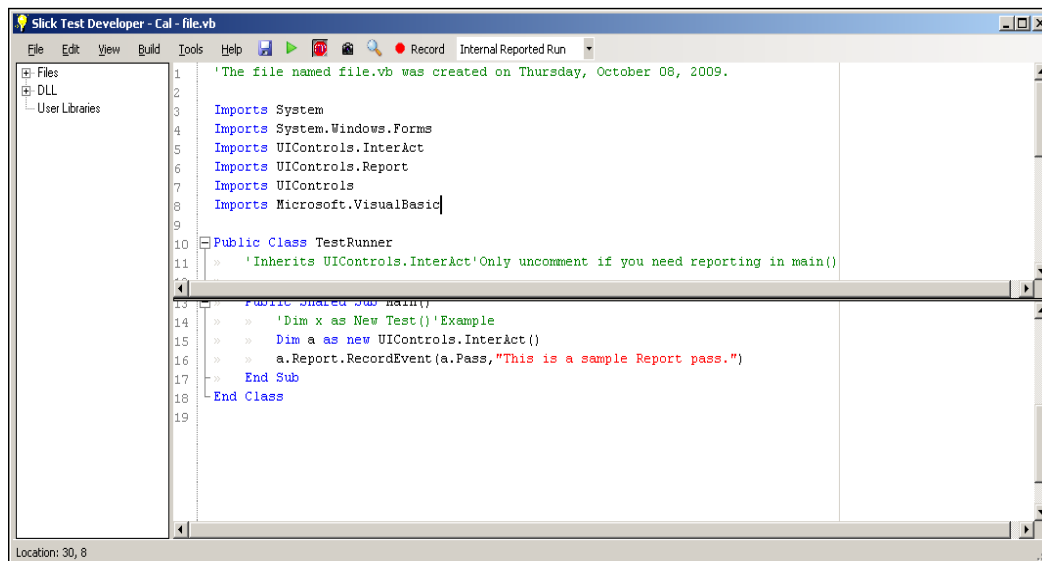 Slick Test Developer - Cal - file.vb
File Edit View Build Tools Help Record Internal Reported Run
Files
DLL
User Libraries
1 'The file named file.vb was created on Thursday, October 08, 2009.
2
3 Imports System
4 Imports System.Windows.Forms
5 Imports UIControls.InterAct
6 Imports UIControls.Report
7 Imports UIControls
8 Imports Microsoft.VisualBasic
9
10 Public Class TestRunner
11 » 'Inherits UIControls.InterAct'Only uncomment if you need reporting in main()
13 » Public Shared Sub Main()
14 » » 'Dim x as New Test()'Example
15 » » Dim a as new UIControls.InterAct()
16 » » a.Report.RecordEvent(a.Pass,"This is a sample Report pass.")
17 » End Sub
18 End Class
19
Location: 30, 8